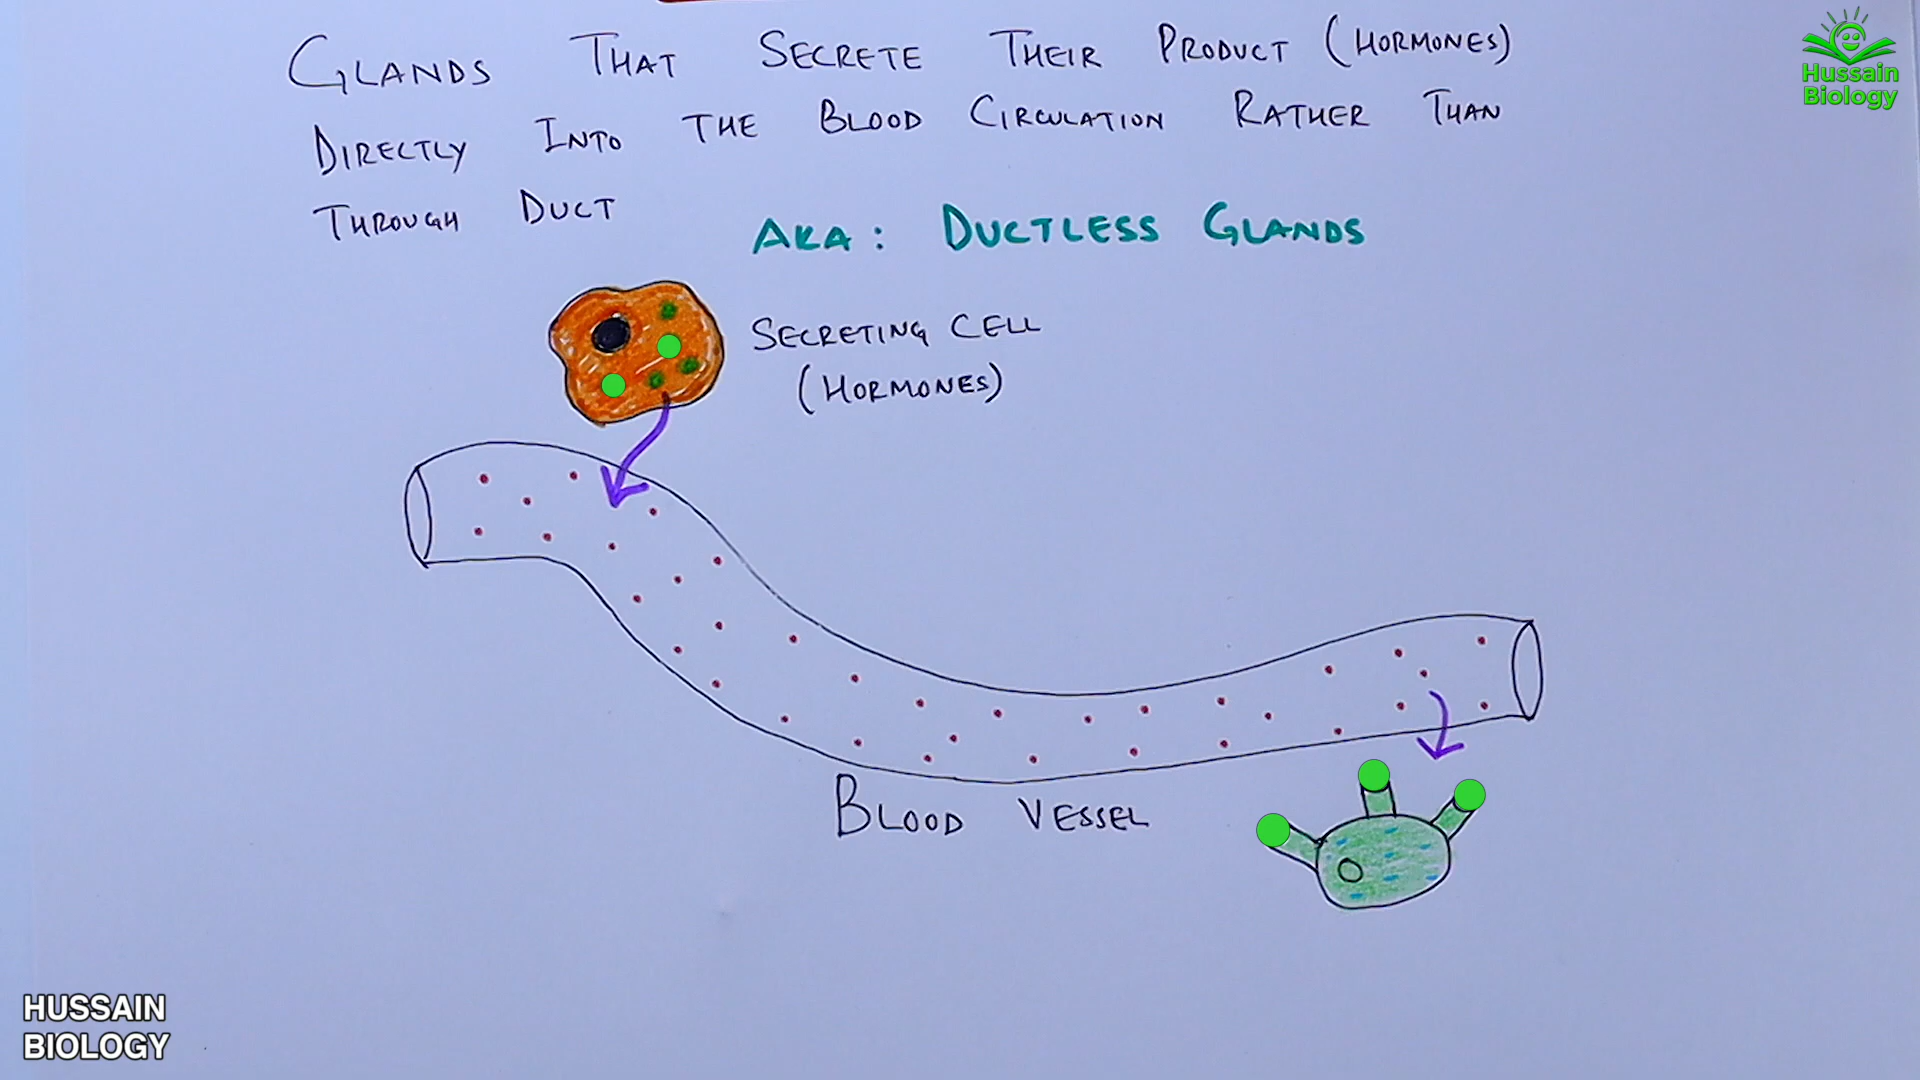 GLANDS THAT SECRETE THEIR PRODUCT (HORMONES)
DIRECTLY INTO THE BLOOD CIRCULATION RATHER THAN
THROUGH DUCT
AKA: DUCTLESS GLANDS
SECRETING CELL
(HORMONES)
BLOOD VESSEL
Hussain
Biology
HUSSAIN
BIOLOGY